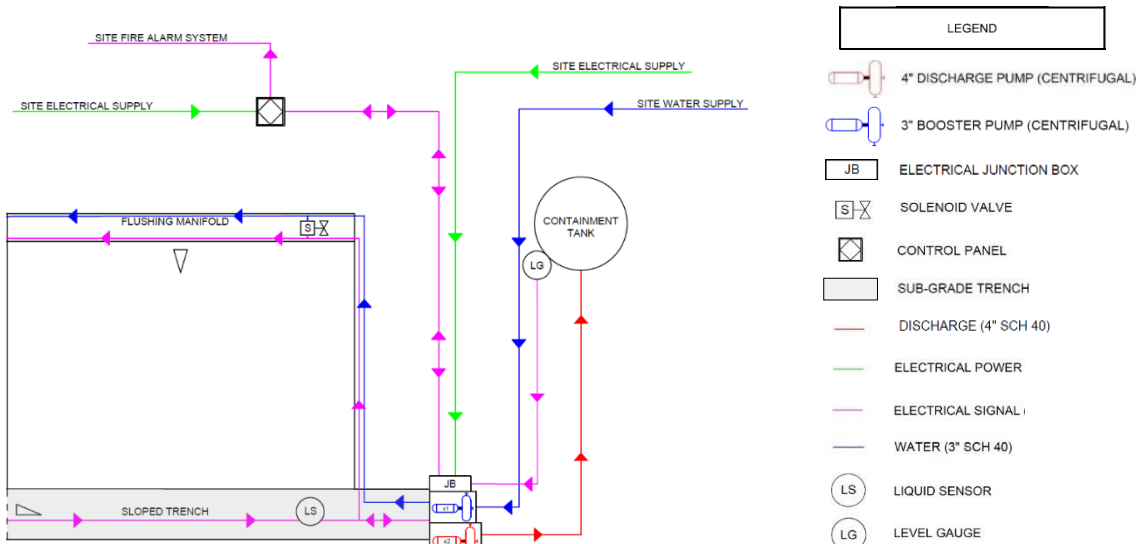 SITE FIRE ALARM SYSTEM
SITE ELECTRICAL SUPPLY
SITE ELECTRICAL SUPPLY
SITE WATER SUPPLY
FLUSHING MANIFOLD
S
CONTAINMENT
TANK
LG
JB
x1
SLOPED TRENCH
LS
x2
LEGEND
4" DISCHARGE PUMP (CENTRIFUGAL)
3" BOOSTER PUMP (CENTRIFUGAL)
JB
ELECTRICAL JUNCTION BOX
S
SOLENOID VALVE
CONTROL PANEL
SUB-GRADE TRENCH
DISCHARGE (4" SCH 40)
ELECTRICAL POWER
ELECTRICAL SIGNAL (
WATER (3" SCH 40)
LS
LIQUID SENSOR
LG
LEVEL GAUGE